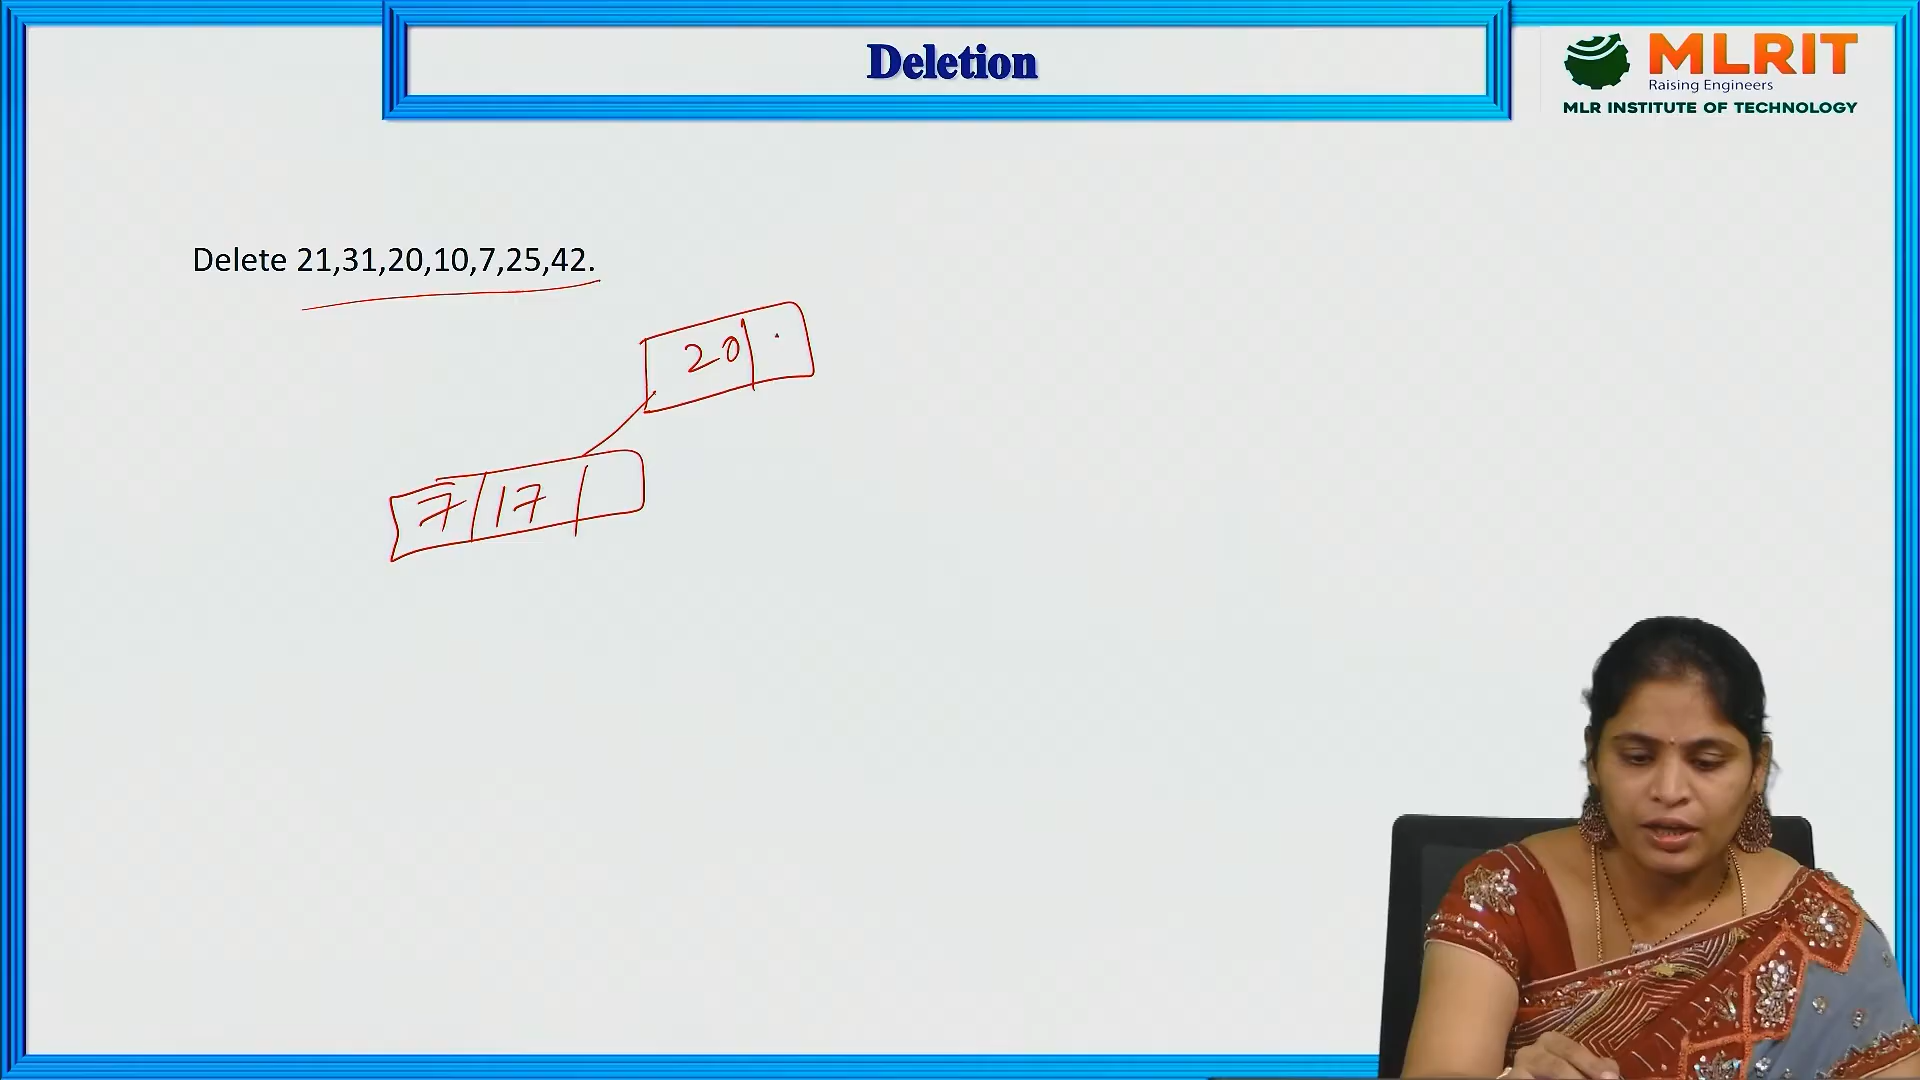 Deletion
MLRIT
Raising Engineers
MLR INSTITUTE OF TECHNOLOGY
Delete 21,31,20,10,7,25,42.
20
7 17